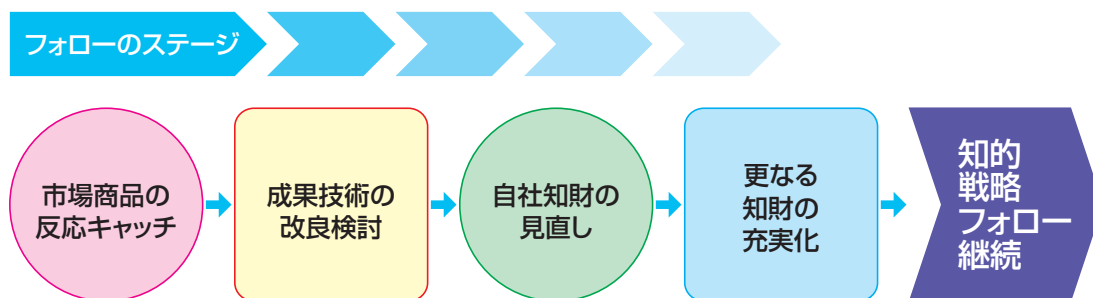 フォローのステージ
市場商品の
反応キャッチ
成果技術の
改良検討
自社知財の
見直し
更なる
知財の
充実化
知的
戦略
フォロー
継続